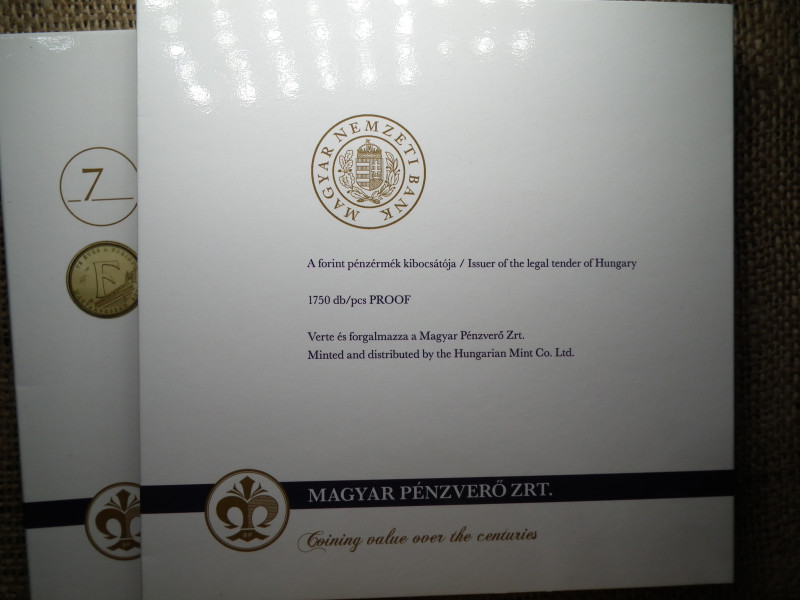 MAGYAR NEMZETI BANK
A forint pénzérmék kibocsátója / Issuer of the legal tender of Hungary
1750 db/pcs PROOF
Verte és forgalmazza a Magyar Pénzverő Zrt.
Minted and distributed by the Hungarian Mint Co. Ltd.
MAGYAR PÉNZVERŐ ZRT.
Coining value over the centuries
7
F